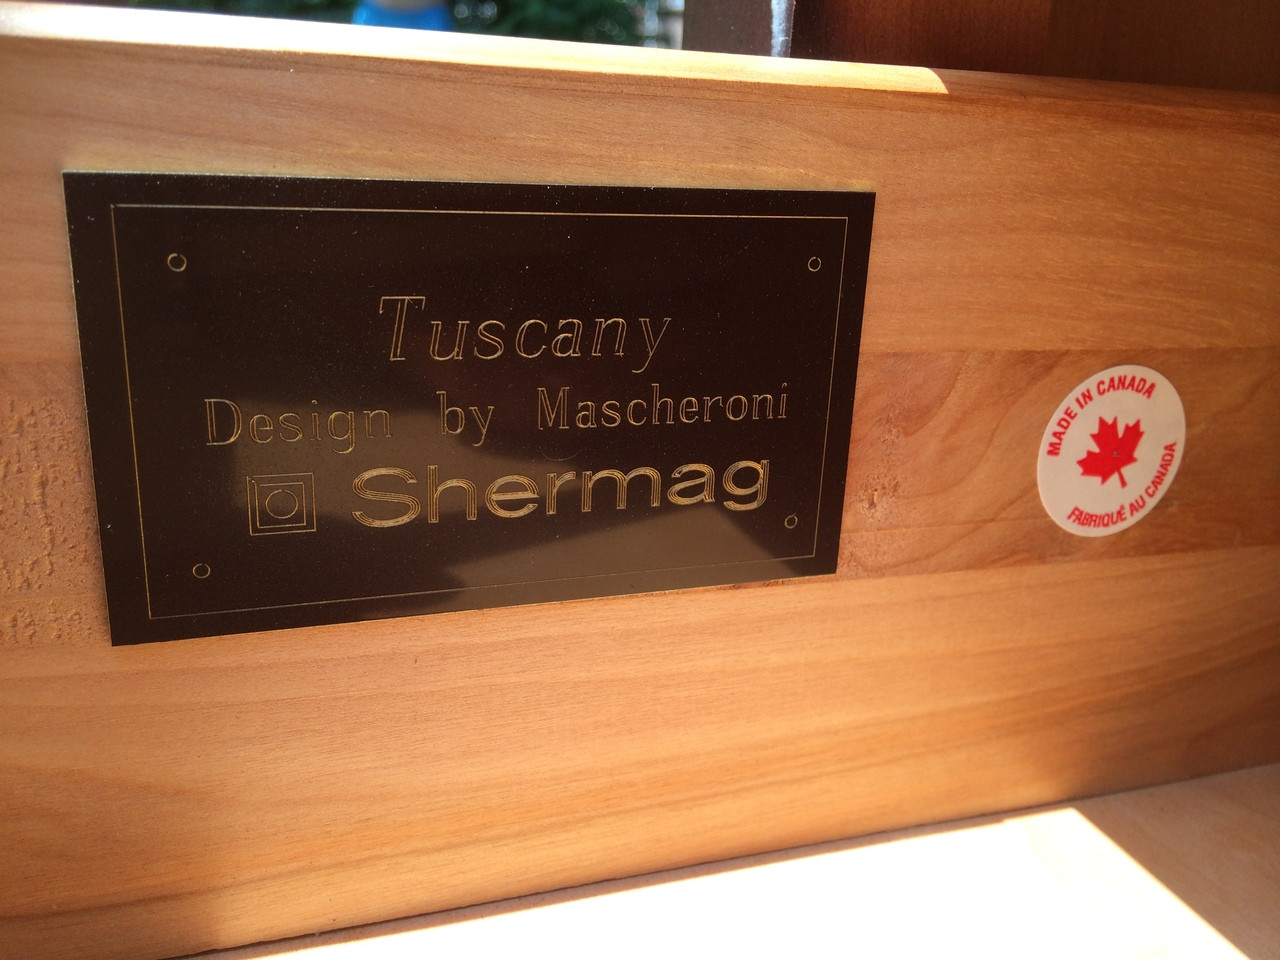 Tuscany
Design by Mascheroni
Shermag
MADE IN CANADA
FABRIQUÉ AU CANADA